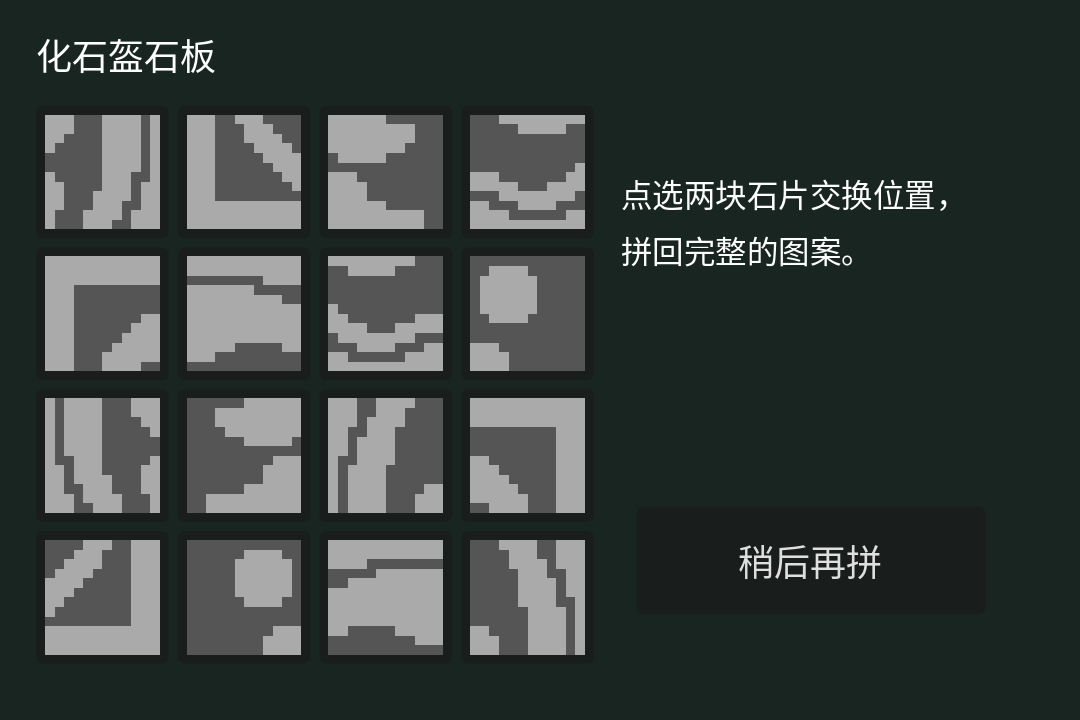 化石盔石板
点选两块石片交换位置，
拼回完整的图案。
稍后再拼